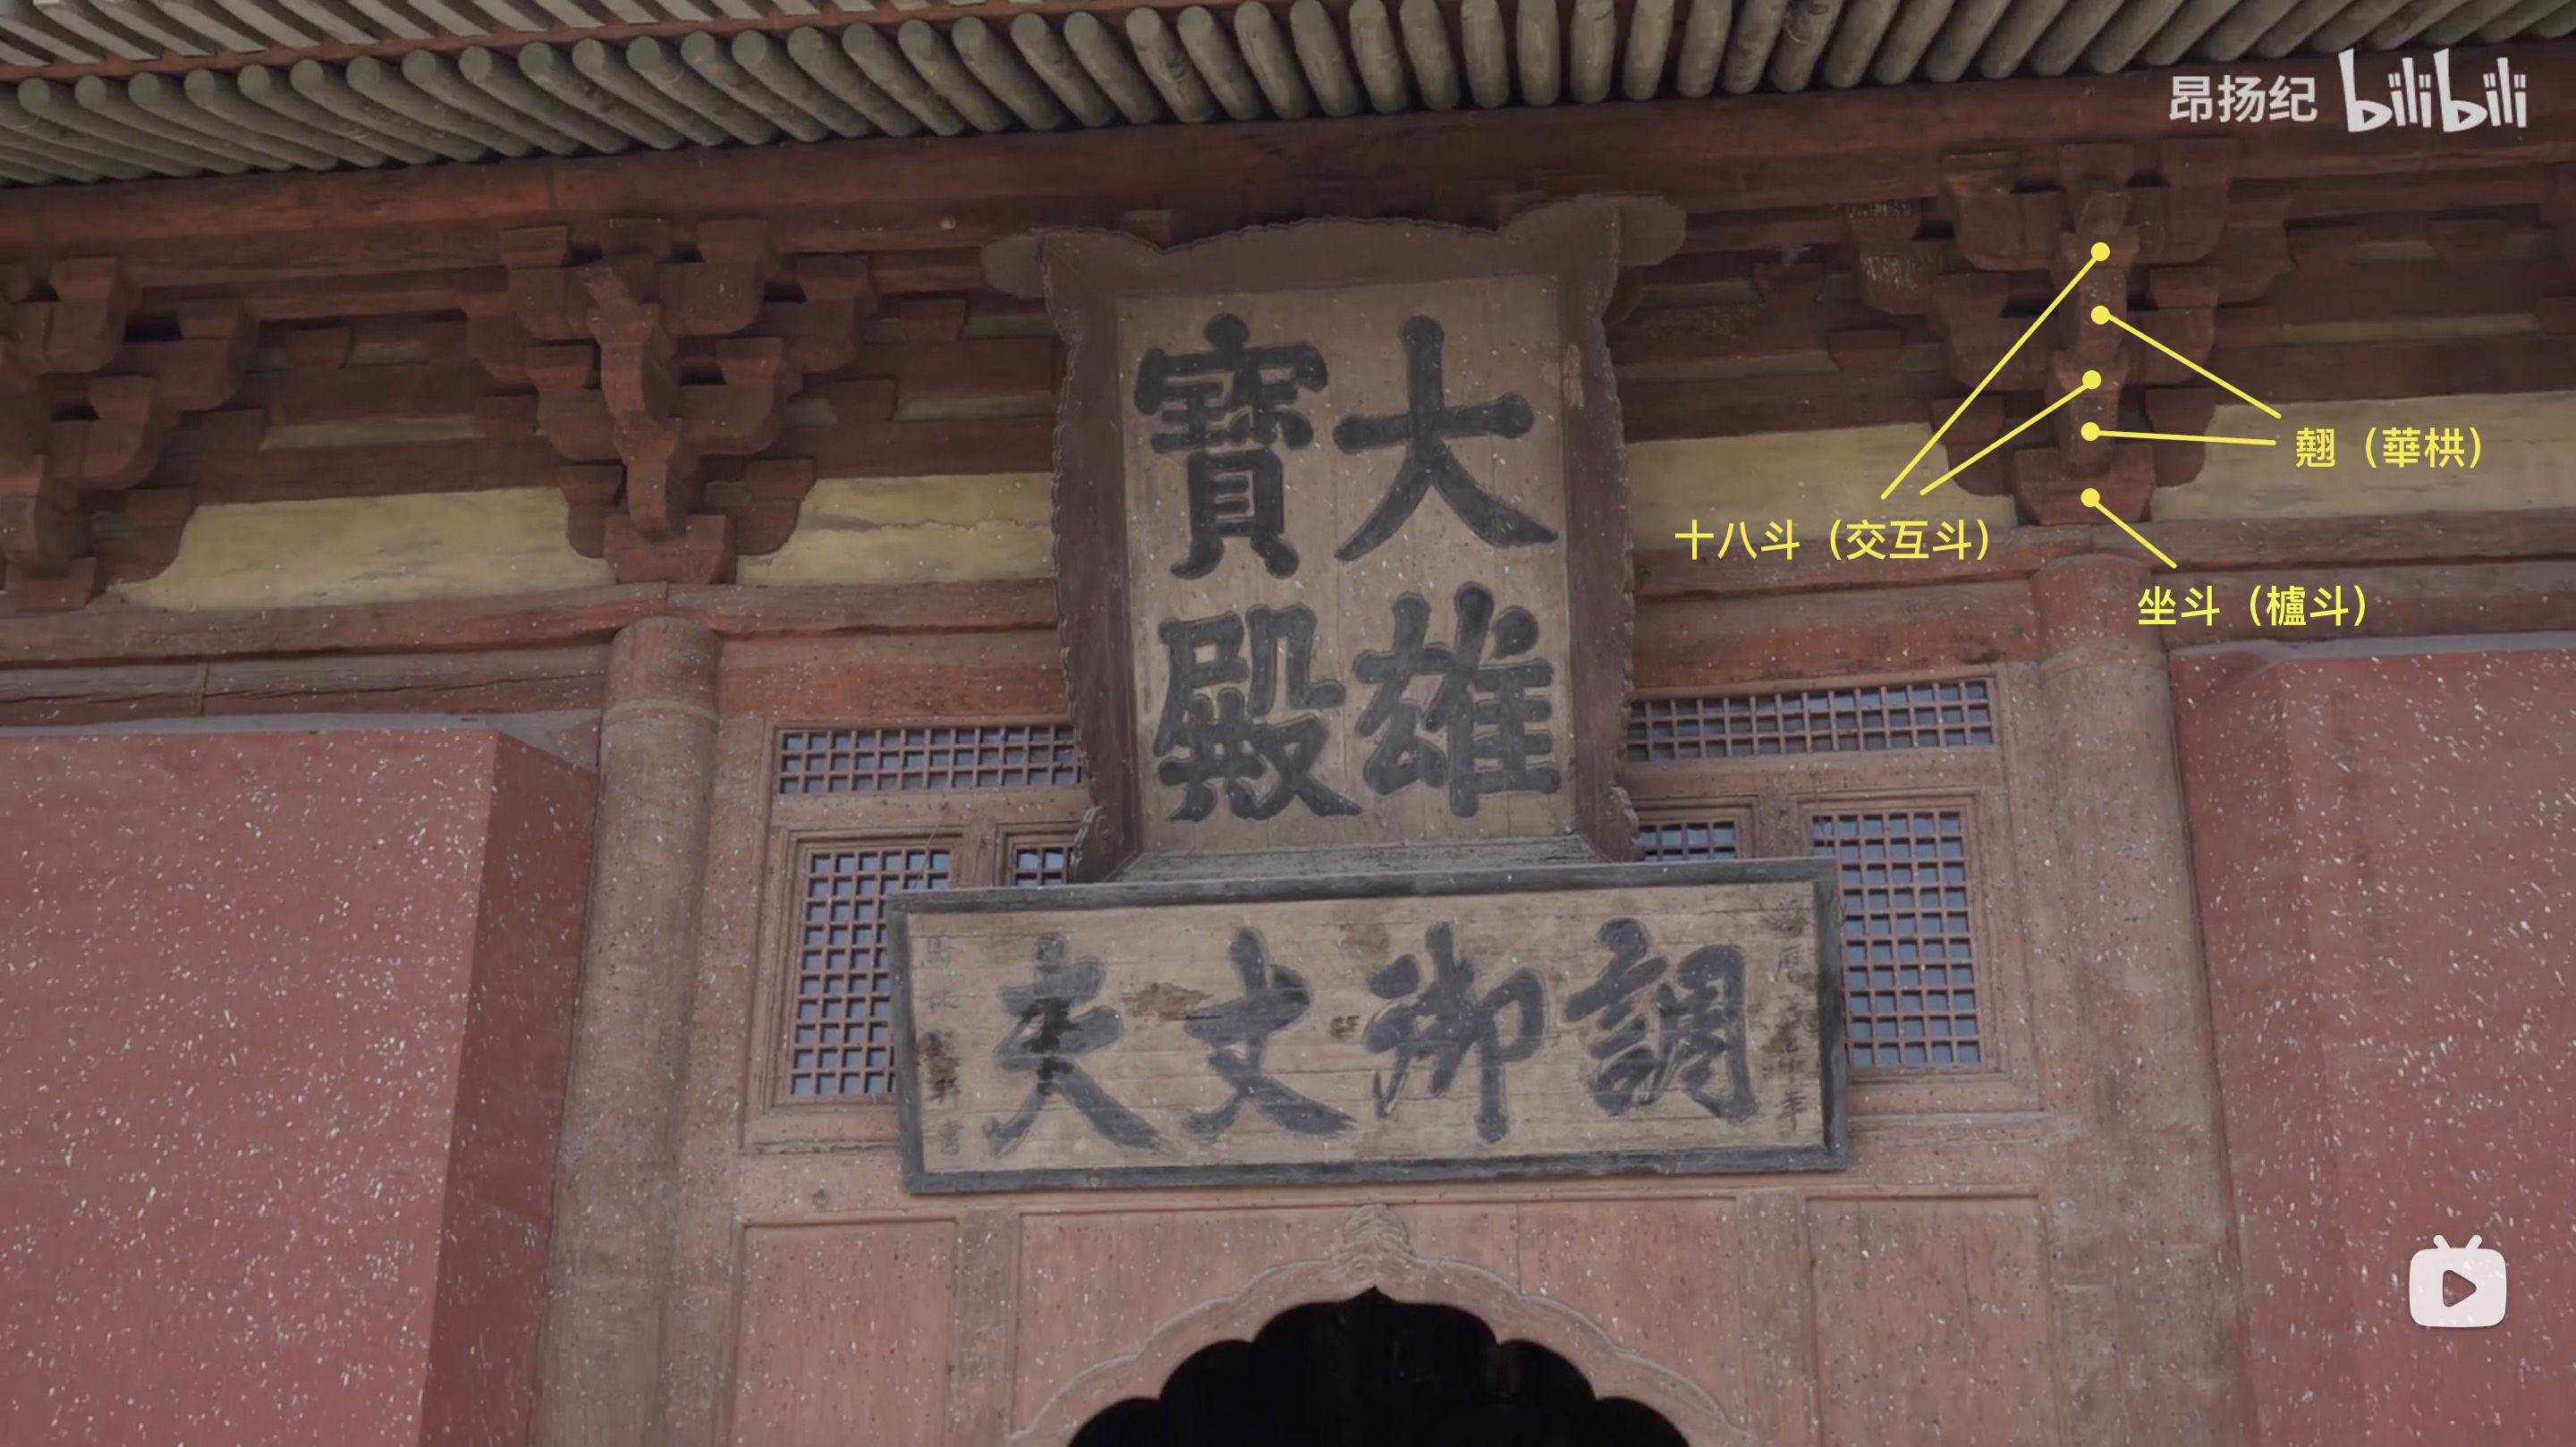 昂扬纪 bilibili
翹（華栱）
十八斗（交互斗）
坐斗（櫨斗）
大雄
寶殿
調御丈夫